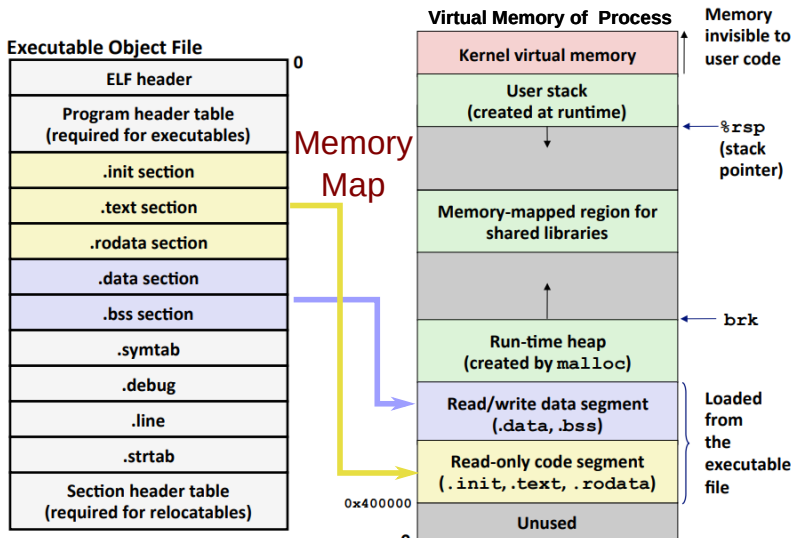 Executable Object File
0
ELF header
Program header table
(required for executables)
.init section
.text section
.rodata section
.data section
.bss section
.symtab
.debug
.line
.strtab
Section header table
(required for relocatables)
Memory
Map
Virtual Memory of Process
Kernel virtual memory
User stack
(created at runtime)
Memory-mapped region for
shared libraries
Run-time heap
(created by malloc)
Read/write data segment
(.data, .bss)
Read-only code segment
(.init, .text, .rodata)
Unused
0x400000
0
Memory
invisible to
user code
%rsp
(stack
pointer)
brk
Loaded
from
the
executable
file